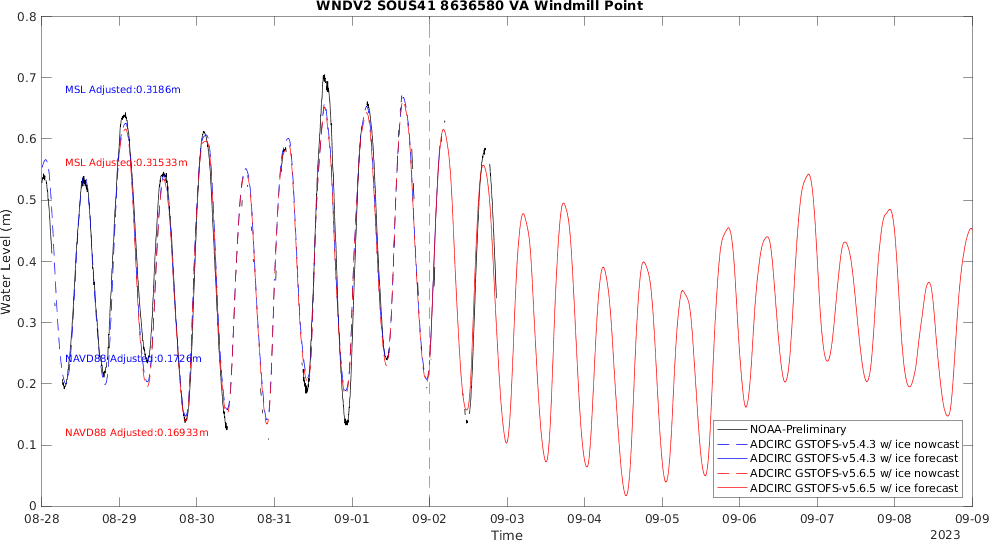 WNDV2 SOUS41 8636580 VA Windmill Point
0.8
0.7
0.6
0.5
0.4
0.3
0.2
0.1
0
Water Level (m)
MSL Adjusted:0.3186m
MSL Adjusted:0.31533m
NAVD88 Adjusted:0.1726m
NAVD88 Adjusted:0.16933m
NOAA-Preliminary
ADCIRC GSTOFS-v5.4.3 w/ ice nowcast
ADCIRC GSTOFS-v5.4.3 w/ ice forecast
ADCIRC GSTOFS-v5.6.5 w/ ice nowcast
ADCIRC GSTOFS-v5.6.5 w/ ice forecast
08-28 08-29 08-30 08-31 09-01 09-02 09-03 09-04 09-05 09-06 09-07 09-08 09-09
Time
2023